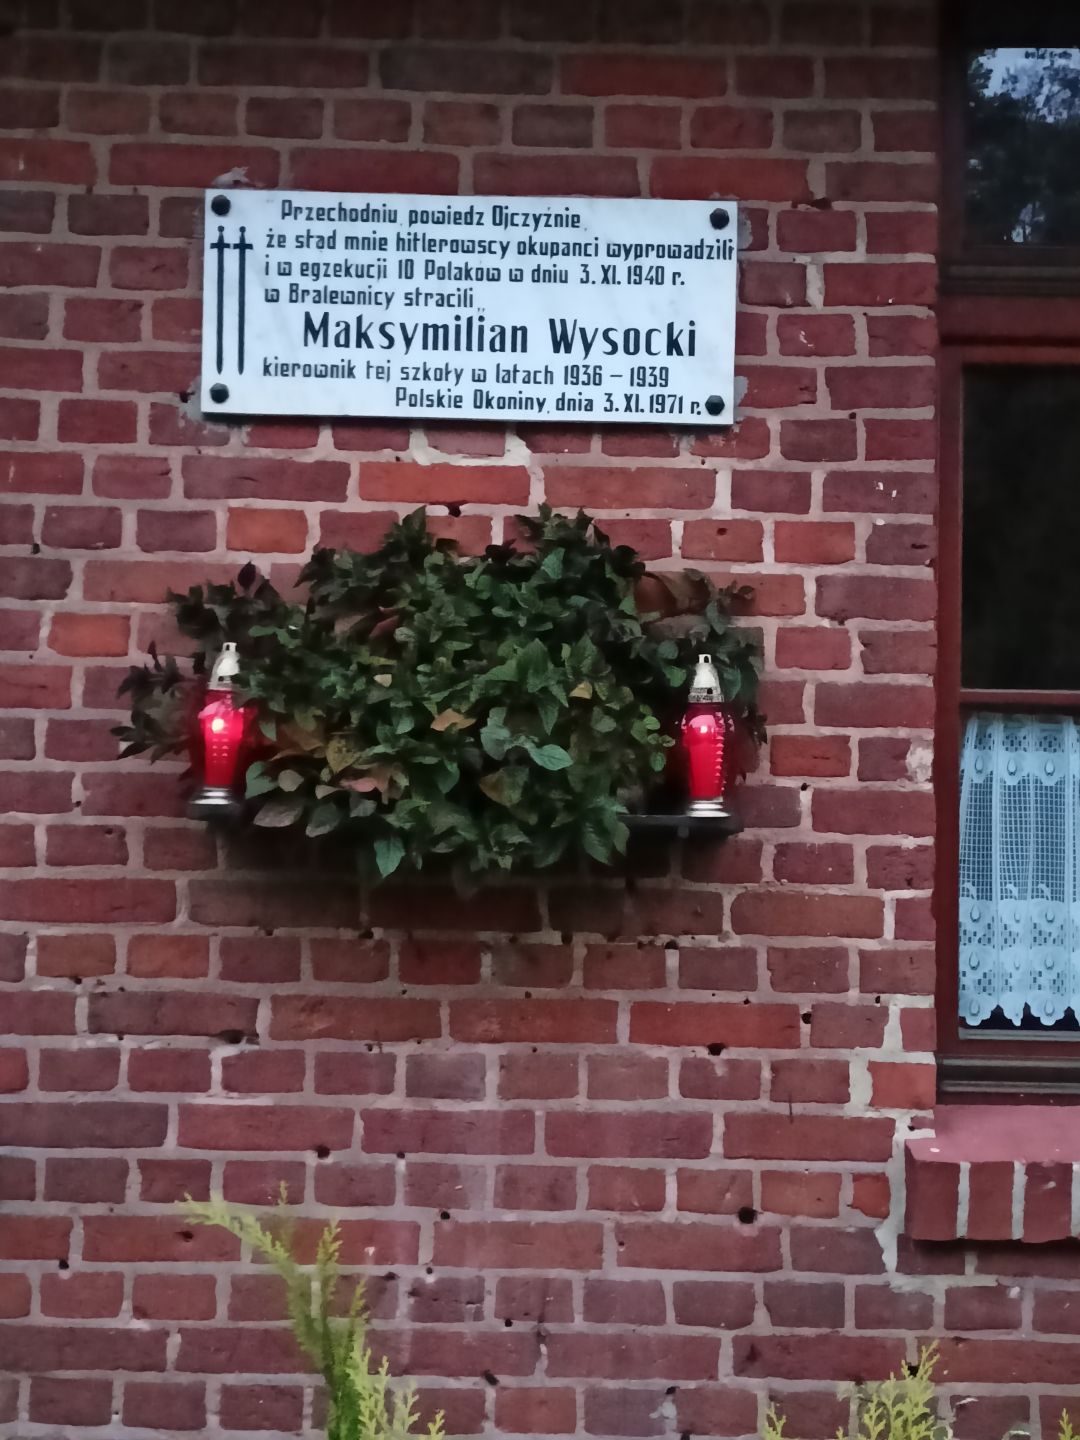 Przechodniu, powiedz Ojczyźnie,
że stąd mnie hitlerowscy okupanci wyprowadzili
i w egzekucji 10 Polaków w dniu 3. XI. 1940 r.
w Bralewnicy stracili,
Maksymilian Wysocki
kierownik tej szkoły w latach 1936 – 1939
Polskie Okoniny, dnia 3. XI. 1971 r.